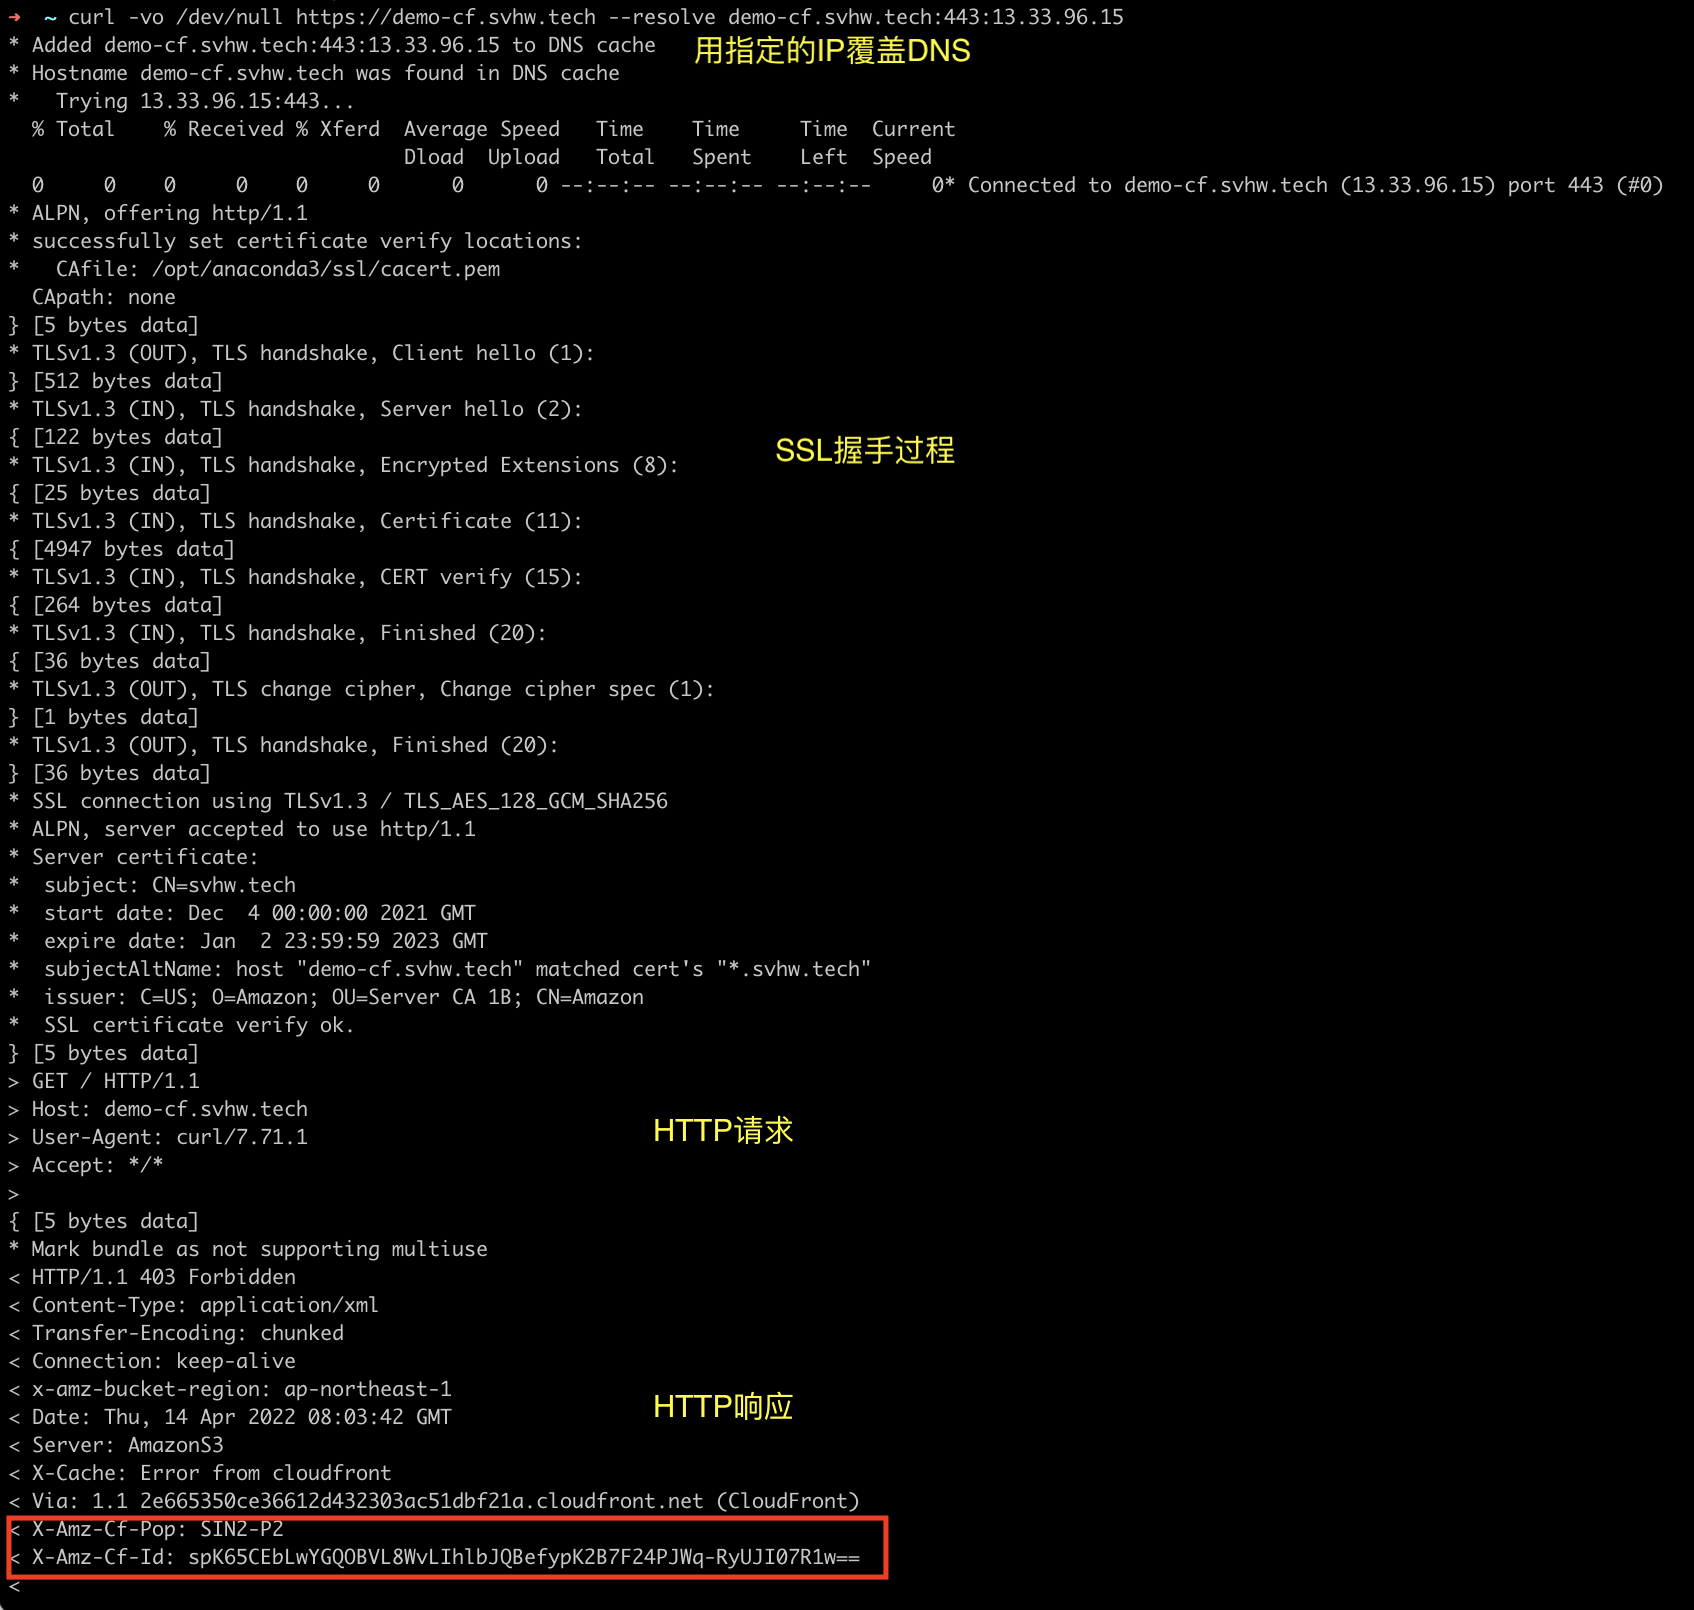 ➜  ~ curl -vo /dev/null https://demo-cf.svhw.tech --resolve demo-cf.svhw.tech:443:13.33.96.15
* Added demo-cf.svhw.tech:443:13.33.96.15 to DNS cache
用指定的IP覆盖DNS
* Hostname demo-cf.svhw.tech was found in DNS cache
*   Trying 13.33.96.15:443...
  % Total    % Received % Xferd  Average Speed   Time    Time     Time  Current
                                 Dload  Upload   Total   Spent    Left  Speed
  0     0    0     0    0     0      0      0 --:--:-- --:--:-- --:--:--     0* Connected to demo-cf.svhw.tech (13.33.96.15) port 443 (#0)
* ALPN, offering http/1.1
* successfully set certificate verify locations:
*   CAfile: /opt/anaconda3/ssl/cacert.pem
  CApath: none
} [5 bytes data]
* TLSv1.3 (OUT), TLS handshake, Client hello (1):
} [512 bytes data]
* TLSv1.3 (IN), TLS handshake, Server hello (2):
{ [122 bytes data]
SSL握手过程
* TLSv1.3 (IN), TLS handshake, Encrypted Extensions (8):
{ [25 bytes data]
* TLSv1.3 (IN), TLS handshake, Certificate (11):
{ [4947 bytes data]
* TLSv1.3 (IN), TLS handshake, CERT verify (15):
{ [264 bytes data]
* TLSv1.3 (IN), TLS handshake, Finished (20):
{ [36 bytes data]
* TLSv1.3 (OUT), TLS change cipher, Change cipher spec (1):
} [1 bytes data]
* TLSv1.3 (OUT), TLS handshake, Finished (20):
} [36 bytes data]
* SSL connection using TLSv1.3 / TLS_AES_128_GCM_SHA256
* ALPN, server accepted to use http/1.1
* Server certificate:
*  subject: CN=svhw.tech
*  start date: Dec  4 00:00:00 2021 GMT
*  expire date: Jan  2 23:59:59 2023 GMT
*  subjectAltName: host "demo-cf.svhw.tech" matched cert's "*.svhw.tech"
*  issuer: C=US; O=Amazon; OU=Server CA 1B; CN=Amazon
*  SSL certificate verify ok.
} [5 bytes data]
> GET / HTTP/1.1
> Host: demo-cf.svhw.tech
> User-Agent: curl/7.71.1
HTTP请求
> Accept: */*
>
{ [5 bytes data]
* Mark bundle as not supporting multiuse
< HTTP/1.1 403 Forbidden
< Content-Type: application/xml
< Transfer-Encoding: chunked
< Connection: keep-alive
< x-amz-bucket-region: ap-northeast-1
< Date: Thu, 14 Apr 2022 08:03:42 GMT
HTTP响应
< Server: AmazonS3
< X-Cache: Error from cloudfront
< Via: 1.1 2e665350ce36612d432303ac51dbf21a.cloudfront.net (CloudFront)
< X-Amz-Cf-Pop: SIN2-P2
< X-Amz-Cf-Id: spK65CEbLwYGQOBVL8WvLIhlbJQBefypK2B7F24PJWq-RyUJI07R1w==
<